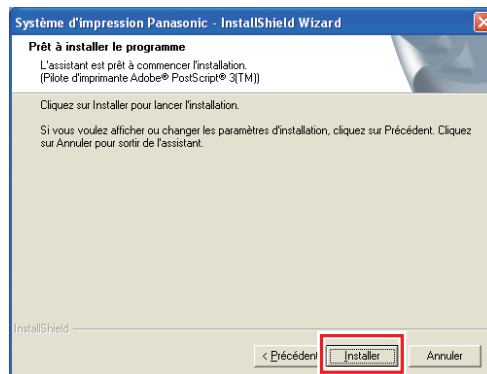 Système d'impression Panasonic - InstallShield Wizard
Prêt à installer le programme
L'assistant est prêt à commencer l'installation.
(Pilote d'imprimante Adobe® PostScript® 3(TM))
Cliquez sur Installer pour lancer l'installation.
Si vous voulez afficher ou changer les paramètres d'installation, cliquez sur Précédent. Cliquez
sur Annuler pour sortir de l'assistant.
InstallShield
< Précédent Installer Annuler